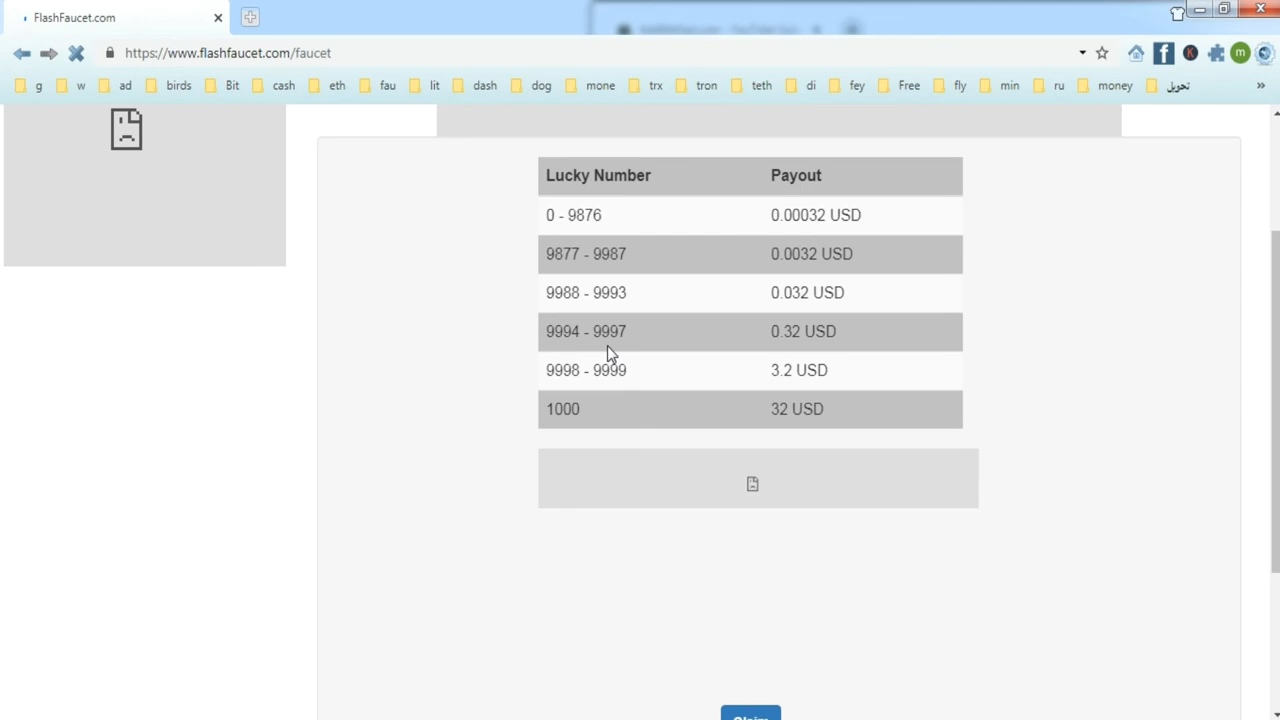 FlashFaucet.com
https://www.flashfaucet.com/faucet
g w ad birds Bit cash eth fau lit dash dog mone trx tron teth di fey Free fly min ru money تحويل »
Lucky Number Payout
0 - 9876 0.00032 USD
9877 - 9987 0.0032 USD
9988 - 9993 0.032 USD
9994 - 9997 0.32 USD
9998 - 9999 3.2 USD
1000 32 USD
Claim